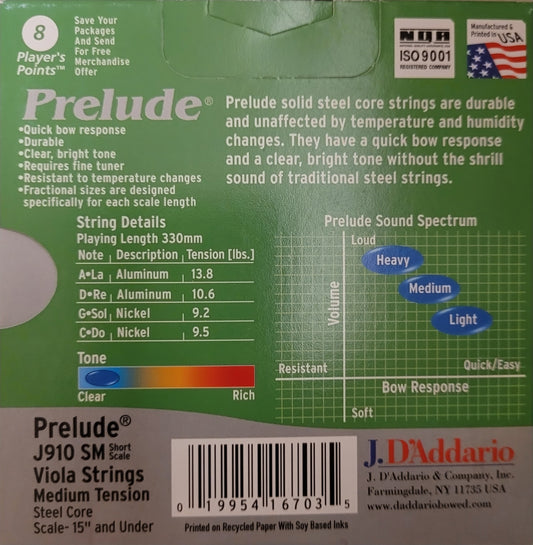 8
Player's
Points™
Save Your
Packages
And Send
For Free
Merchandise
Offer
NQA
ISO 9001
REGISTERED COMPANY
Manufactured &
Printed in USA
Prelude®
•Quick bow response
•Durable
•Clear, bright tone
•Requires fine tuner
•Resistant to temperature changes
•Fractional sizes are designed
specifically for each scale length
Prelude solid steel core strings are durable
and unaffected by temperature and humidity
changes. They have a quick bow response
and a clear, bright tone without the shrill
sound of traditional steel strings.
String Details
Playing Length 330mm
Note | Description | Tension [lbs.]
A•La | Aluminum | 13.8
D•Re | Aluminum | 10.6
G•Sol | Nickel | 9.2
C•Do | Nickel | 9.5
Tone
Clear Rich
Prelude Sound Spectrum
Loud
Heavy
Medium
Light
Volume
Resistant Quick/Easy
Bow Response
Soft
Prelude®
J910 SM Short Scale
Viola Strings
Medium Tension
Steel Core
Scale- 15" and Under
0 19954 16703 5
Printed on Recycled Paper With Soy Based Inks
J. D'Addario
J. D'Addario & Company, Inc.
Farmingdale, NY 11735 USA
www.daddariobowed.com